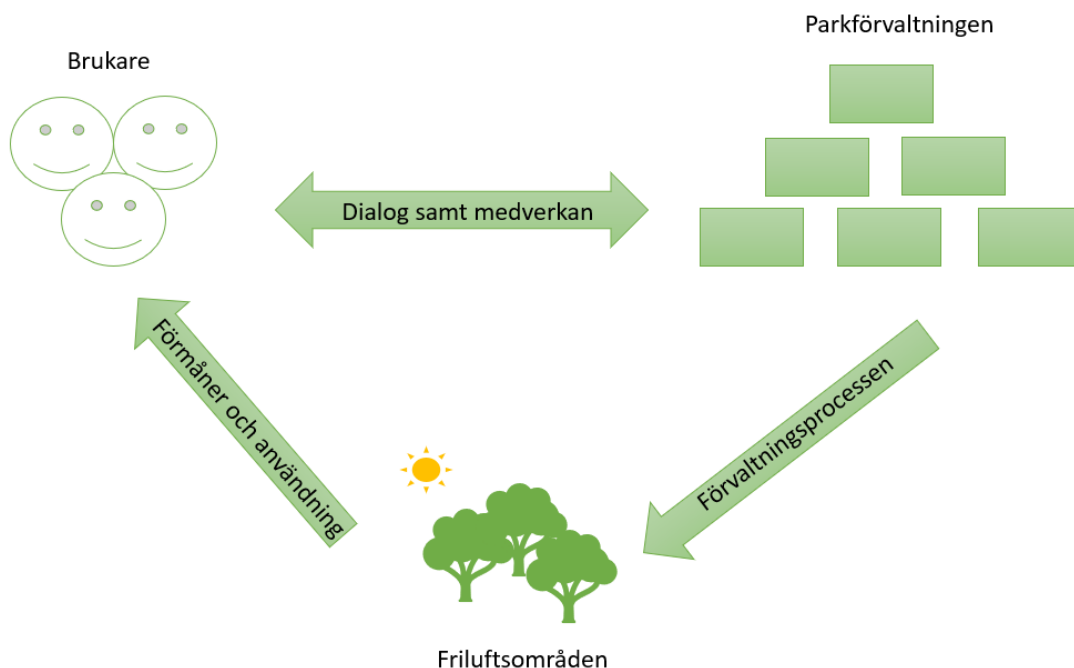 Parkförvaltningen
Brukare
Dialog samt medverkan
Förmåner och användning
Förvaltningsprocessen
Friluftsområden